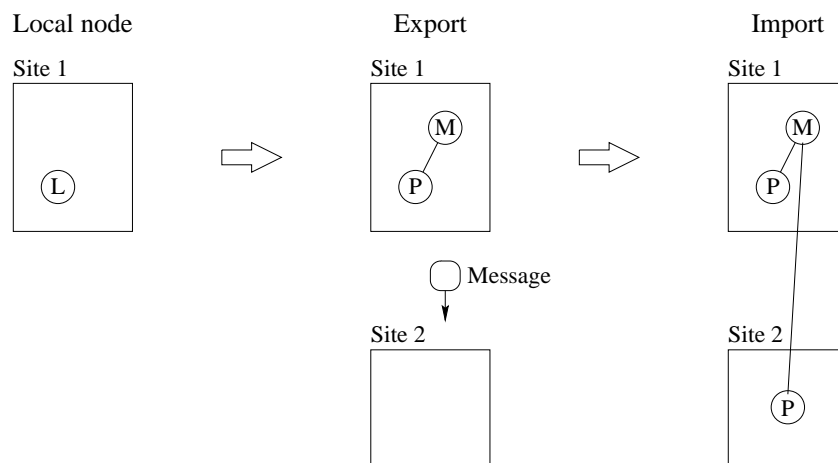 Local node
Export
Import
Site 1
Site 1
Site 1
M
M
L
P
P
Message
Site 2
Site 2
P